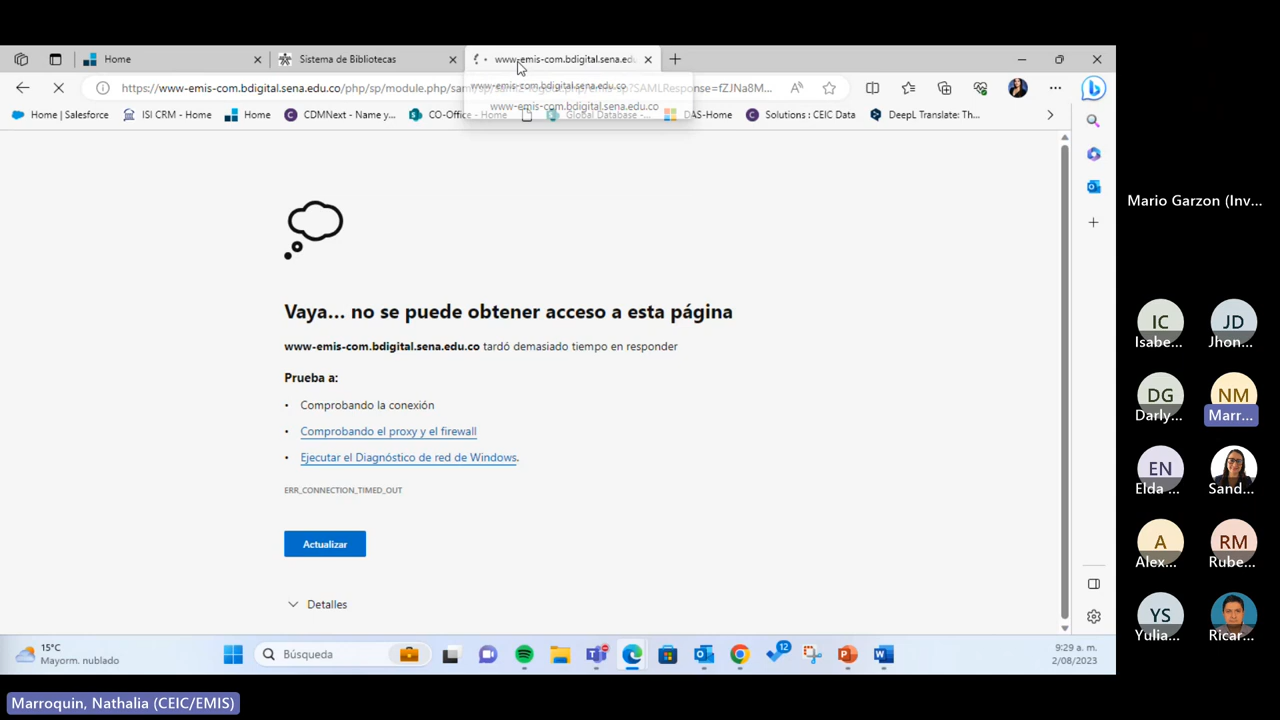 Home
Sistema de Bibliotecas
www-emis-com.bdigital.sena.edu
https://www-emis-com.bdigital.sena.edu.co/php/sp/module.php/sam
SAMLResponse=fZJNa8M...
www-emis-com.bdigital.sena.edu.co
www-emis-com.bdigital.sena.edu.co
Home | Salesforce
ISI CRM - Home
Home
CDMNext - Name y...
CO-Office - Home
Global Database -...
DAS-Home
Solutions : CEIC Data
DeepL Translate: Th...
Vaya... no se puede obtener acceso a esta página
www-emis-com.bdigital.sena.edu.co tardó demasiado tiempo en responder
Prueba a:
• Comprobando la conexión
• Comprobando el proxy y el firewall
• Ejecutar el Diagnóstico de red de Windows.
ERR_CONNECTION_TIMED_OUT
Actualizar
Detalles
Mario Garzon (Inv...
IC
Isabe...
JD
Jhon...
DG
Darly...
NM
Marr...
EN
Elda ...
Sand...
A
Alex...
RM
Rube...
YS
Yulia...
Ricar...
15°C
Mayorm. nublado
Búsqueda
12
9:29 a. m.
2/08/2023
Marroquin, Nathalia (CEIC/EMIS)